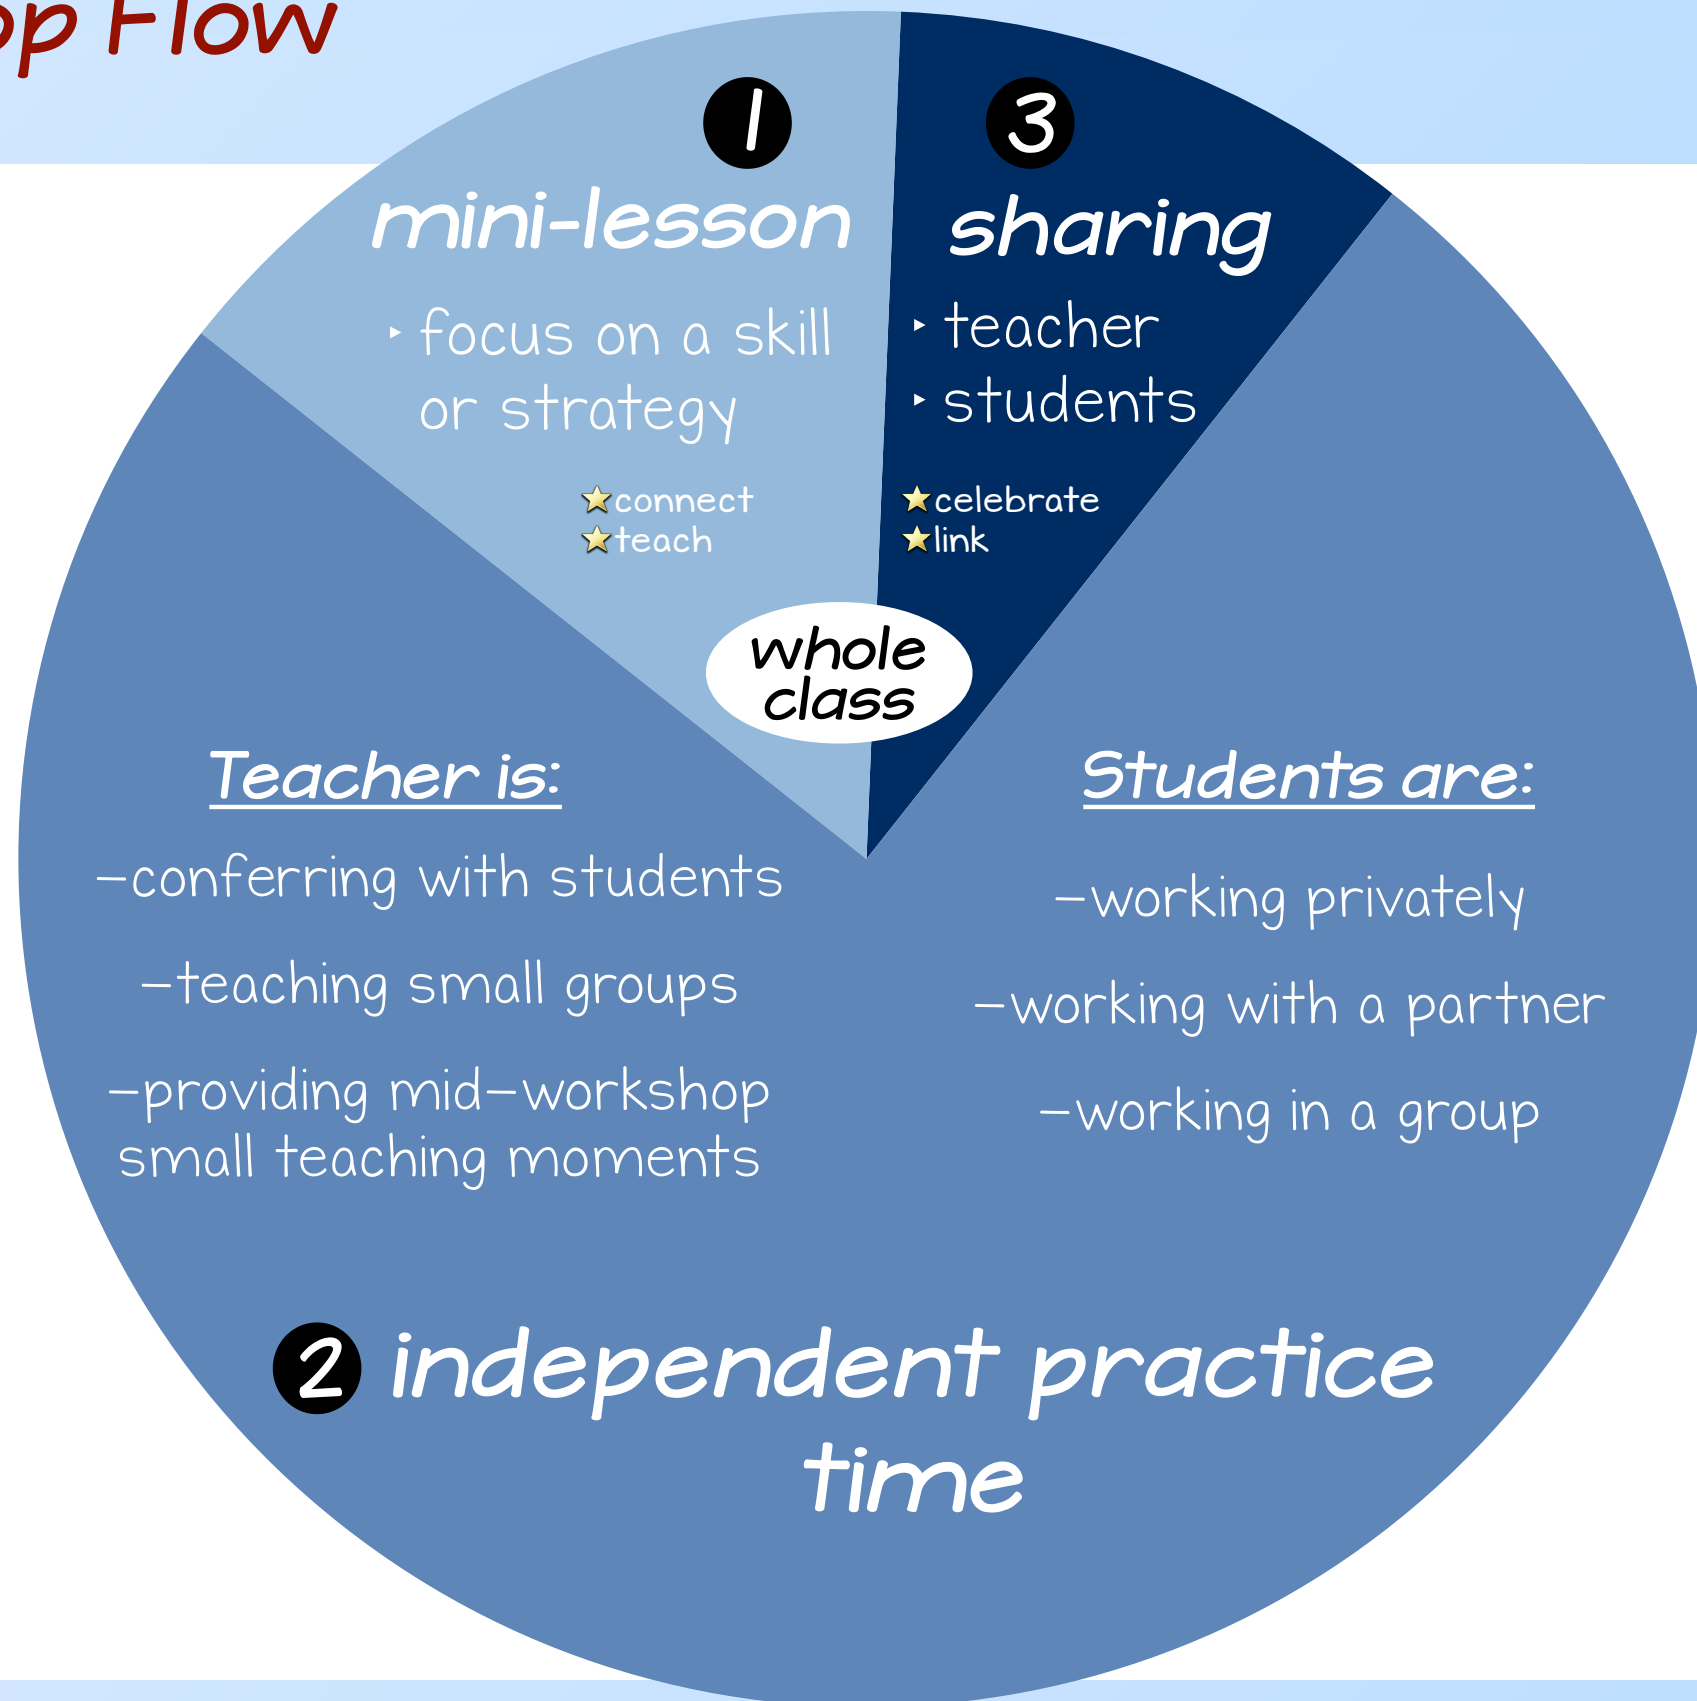 op Flow
1
mini-lesson
‣ focus on a skill
or strategy
connect
teach
3
sharing
‣ teacher
‣ students
celebrate
link
whole
class
Teacher is:
-conferring with students
-teaching small groups
-providing mid-workshop
small teaching moments
Students are:
-working privately
-working with a partner
-working in a group
2 independent practice
time